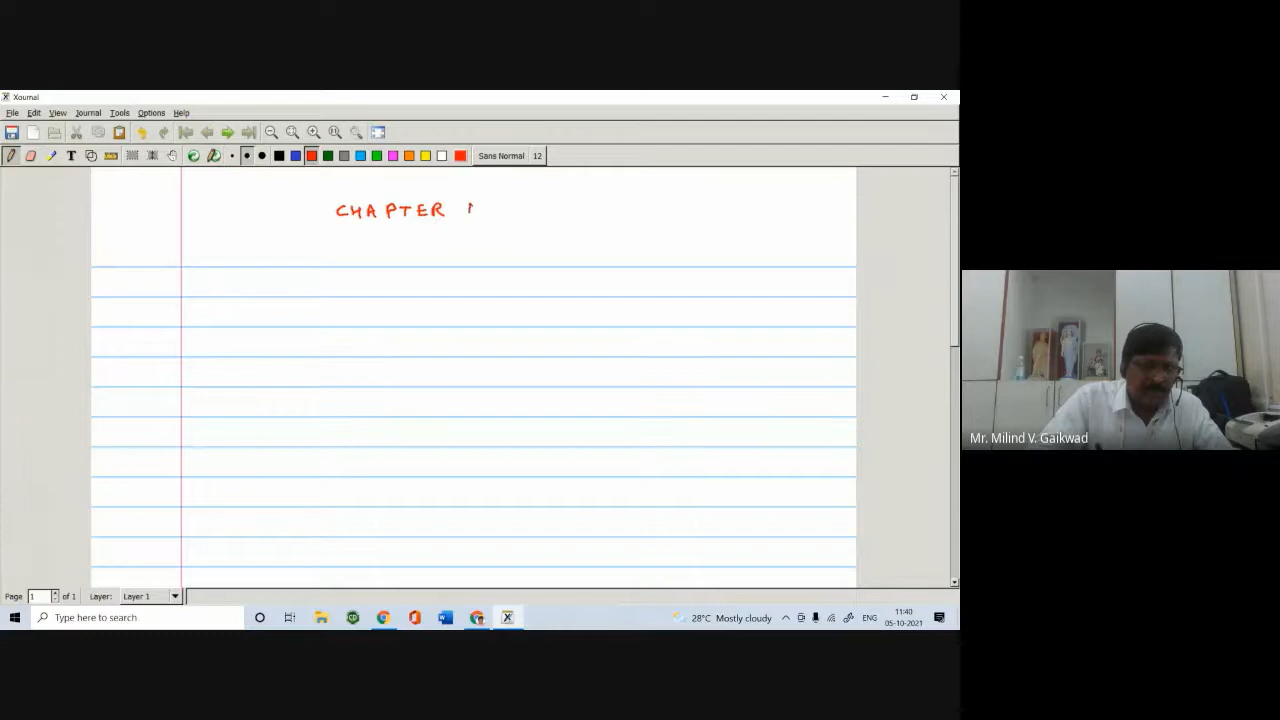 Xournal
File Edit View Journal Tools Options Help
Sans Normal 12
CHAPTER
Mr. Milind V. Gaikwad
Page 1 of 1 Layer: Layer 1
Type here to search
28°C Mostly cloudy
ENG
11:40
05-10-2021